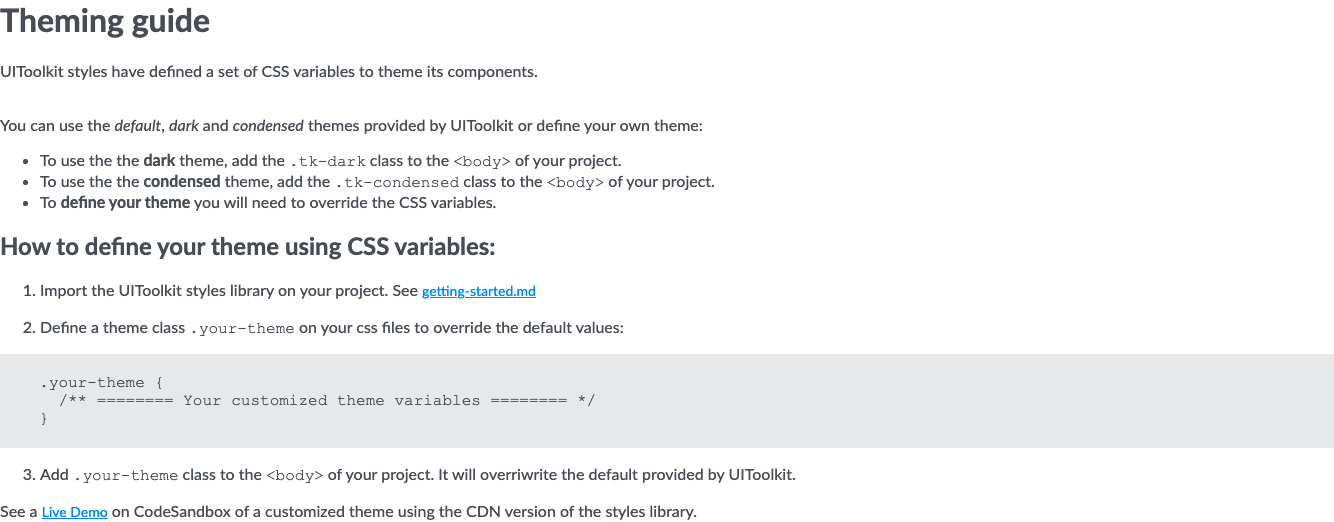 Theming guide
UIToolkit styles have defined a set of CSS variables to theme its components.
You can use the default, dark and condensed themes provided by UIToolkit or define your own theme:
• To use the the dark theme, add the .tk-dark class to the <body> of your project.
• To use the the condensed theme, add the .tk-condensed class to the <body> of your project.
• To define your theme you will need to override the CSS variables.
How to define your theme using CSS variables:
1. Import the UIToolkit styles library on your project. See getting-started.md
2. Define a theme class .your-theme on your css files to override the default values:
.your-theme {
  /** ======== Your customized theme variables ======== */
}
3. Add .your-theme class to the <body> of your project. It will overriwrite the default provided by UIToolkit.
See a Live Demo on CodeSandbox of a customized theme using the CDN version of the styles library.